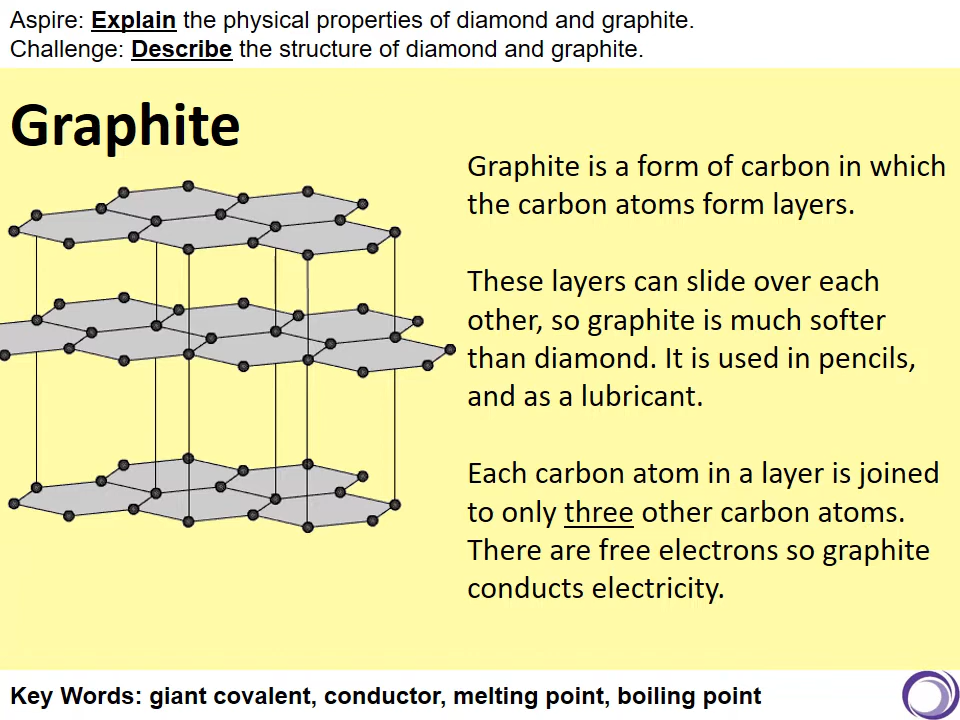 Aspire: Explain the physical properties of diamond and graphite.
Challenge: Describe the structure of diamond and graphite.
Graphite
Graphite is a form of carbon in which
the carbon atoms form layers.
These layers can slide over each
other, so graphite is much softer
than diamond. It is used in pencils,
and as a lubricant.
Each carbon atom in a layer is joined
to only three other carbon atoms.
There are free electrons so graphite
conducts electricity.
Key Words: giant covalent, conductor, melting point, boiling point